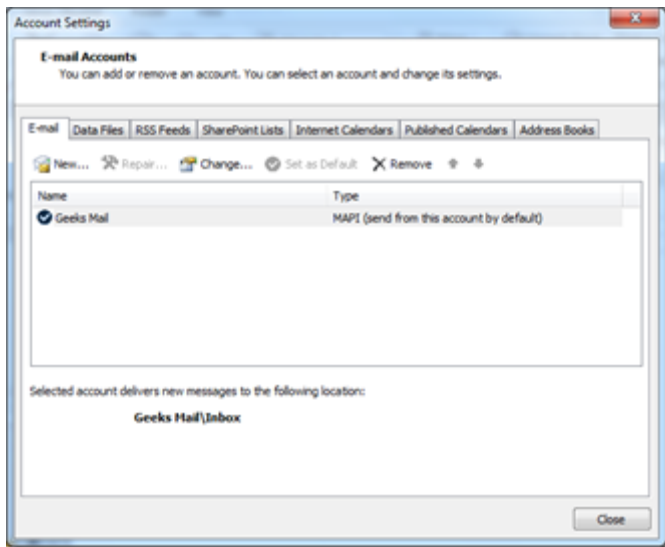 Account Settings
E-mail Accounts
You can add or remove an account. You can select an account and change its settings.
E-mail Data Files RSS Feeds SharePoint Lists Internet Calendars Published Calendars Address Books
New... Repair... Change... Set as Default Remove
Name Type
Geeks Mail MAPI (send from this account by default)
Selected account delivers new messages to the following location:
Geeks Mail\Inbox
Close